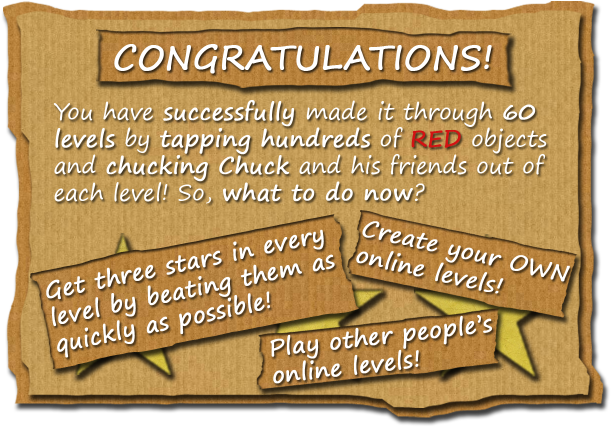 CONGRATULATIONS!
You have successfully made it through 60
levels by tapping hundreds of RED objects
and chucking Chuck and his friends out of
each level! So, what to do now?
Get three stars in every
level by beating them as
quickly as possible!
Create your OWN
online levels!
Play other people's
online levels!